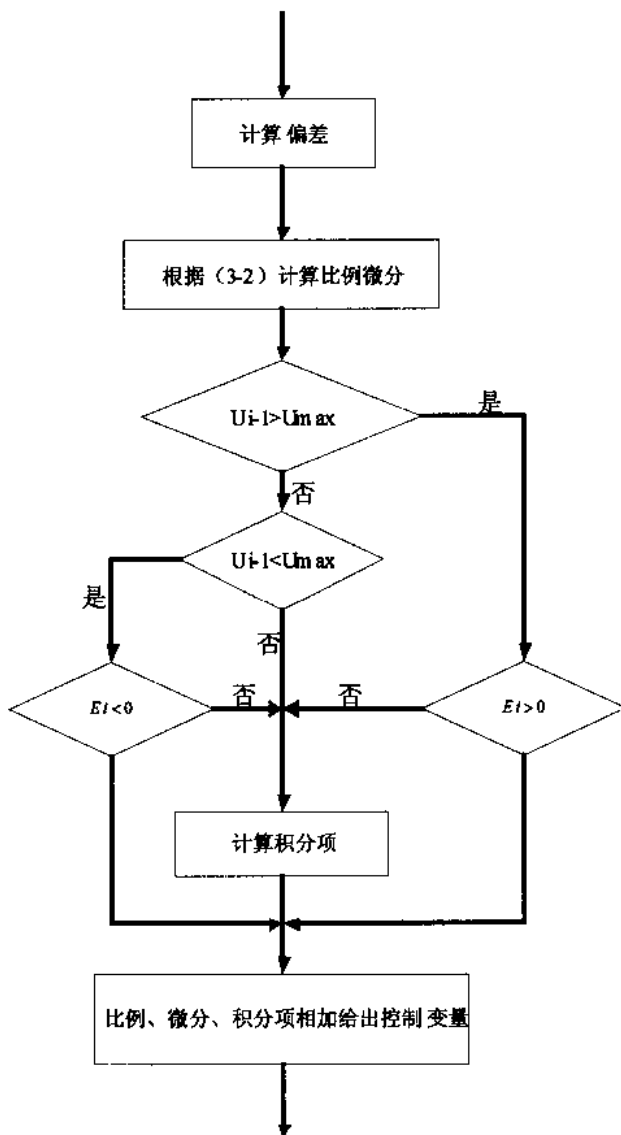 计算 偏差
根据（3-2）计算比例微分
Ui-1>Umax
是
否
Ui-1<Umax
是
否
Ei<0
否
否
Ei>0
计算积分项
比例、微分、积分项相加给出控制 变量